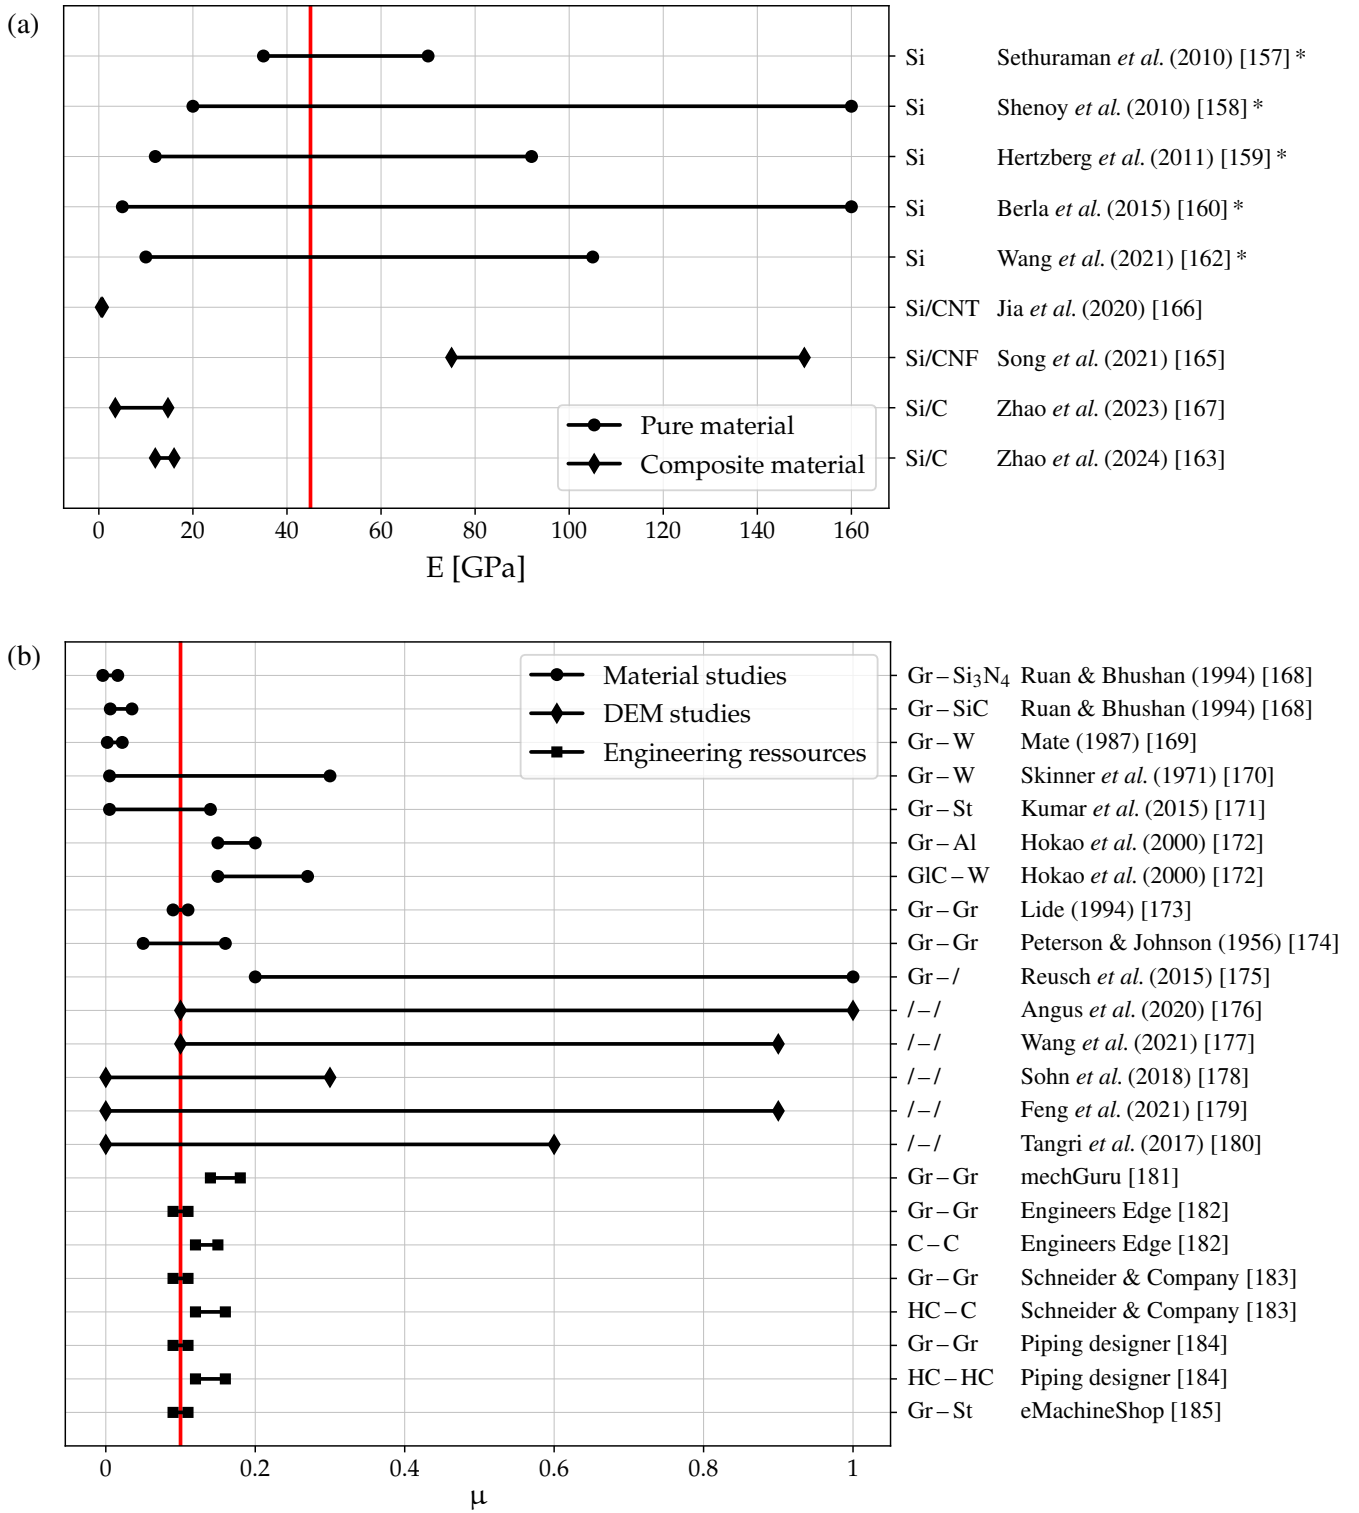 (a)
Si Sethuraman et al. (2010) [157] *
Si Shenoy et al. (2010) [158] *
Si Hertzberg et al. (2011) [159] *
Si Berla et al. (2015) [160] *
Si Wang et al. (2021) [162] *
Si/CNT Jia et al. (2020) [166]
Si/CNF Song et al. (2021) [165]
Si/C Zhao et al. (2023) [167]
Si/C Zhao et al. (2024) [163]
Pure material
Composite material
0 20 40 60 80 100 120 140 160
E [GPa]
(b)
Material studies
DEM studies
Engineering ressources
Gr – Si₃N₄ Ruan & Bhushan (1994) [168]
Gr – SiC Ruan & Bhushan (1994) [168]
Gr – W Mate (1987) [169]
Gr – W Skinner et al. (1971) [170]
Gr – St Kumar et al. (2015) [171]
Gr – Al Hokao et al. (2000) [172]
GlC – W Hokao et al. (2000) [172]
Gr – Gr Lide (1994) [173]
Gr – Gr Peterson & Johnson (1956) [174]
Gr – / Reusch et al. (2015) [175]
/ – / Angus et al. (2020) [176]
/ – / Wang et al. (2021) [177]
/ – / Sohn et al. (2018) [178]
/ – / Feng et al. (2021) [179]
/ – / Tangri et al. (2017) [180]
Gr – Gr mechGuru [181]
Gr – Gr Engineers Edge [182]
C – C Engineers Edge [182]
Gr – Gr Schneider & Company [183]
HC – C Schneider & Company [183]
Gr – Gr Piping designer [184]
HC – HC Piping designer [184]
Gr – St eMachineShop [185]
0 0.2 0.4 0.6 0.8 1
μ